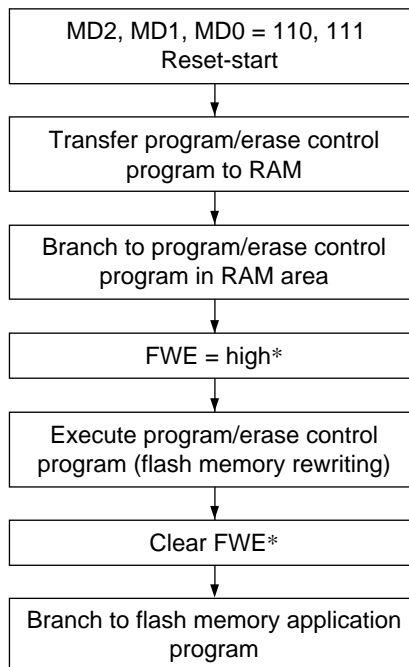 MD2, MD1, MD0 = 110, 111
Reset-start
Transfer program/erase control
program to RAM
Branch to program/erase control
program in RAM area
FWE = high*
Execute program/erase control
program (flash memory rewriting)
Clear FWE*
Branch to flash memory application
program